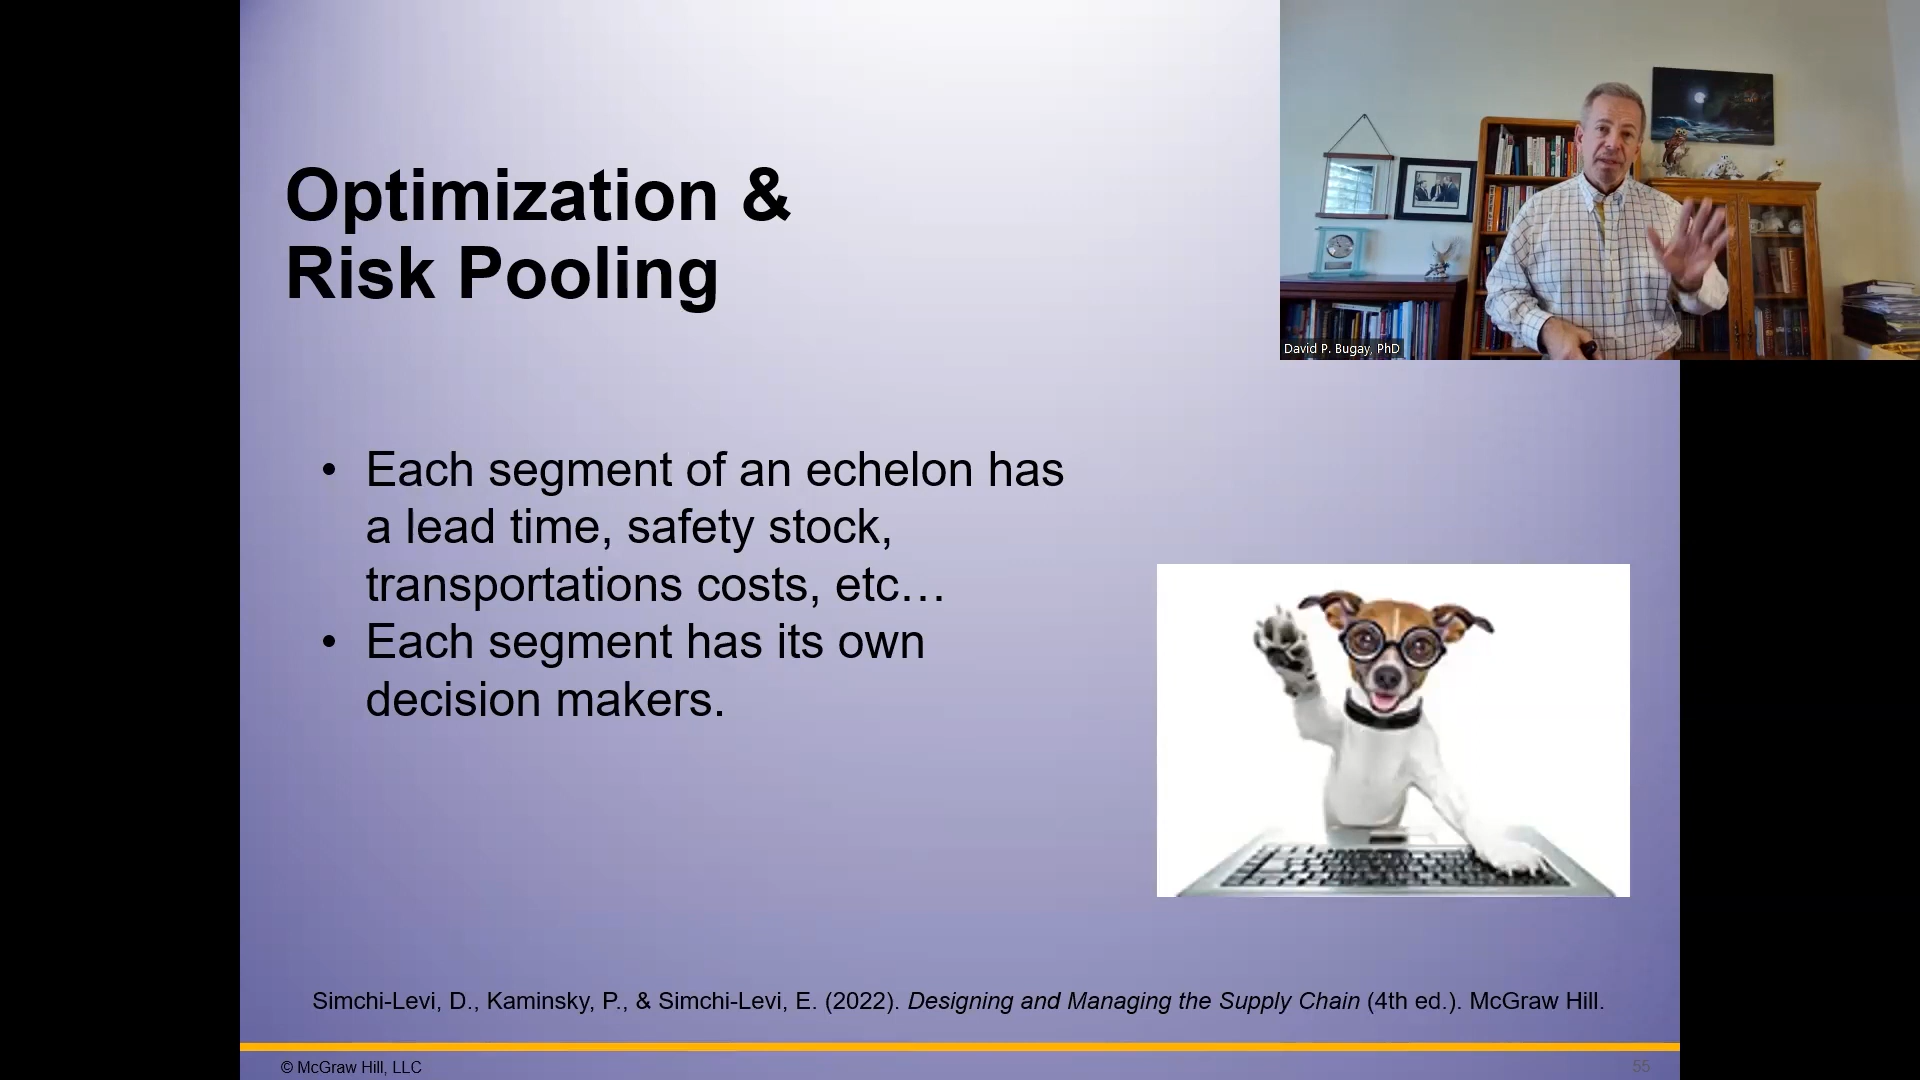 Optimization &
Risk Pooling
David P. Bugay, PhD
• Each segment of an echelon has
a lead time, safety stock,
transportations costs, etc…
• Each segment has its own
decision makers.
Simchi-Levi, D., Kaminsky, P., & Simchi-Levi, E. (2022). Designing and Managing the Supply Chain (4th ed.). McGraw Hill.
© McGraw Hill, LLC
55